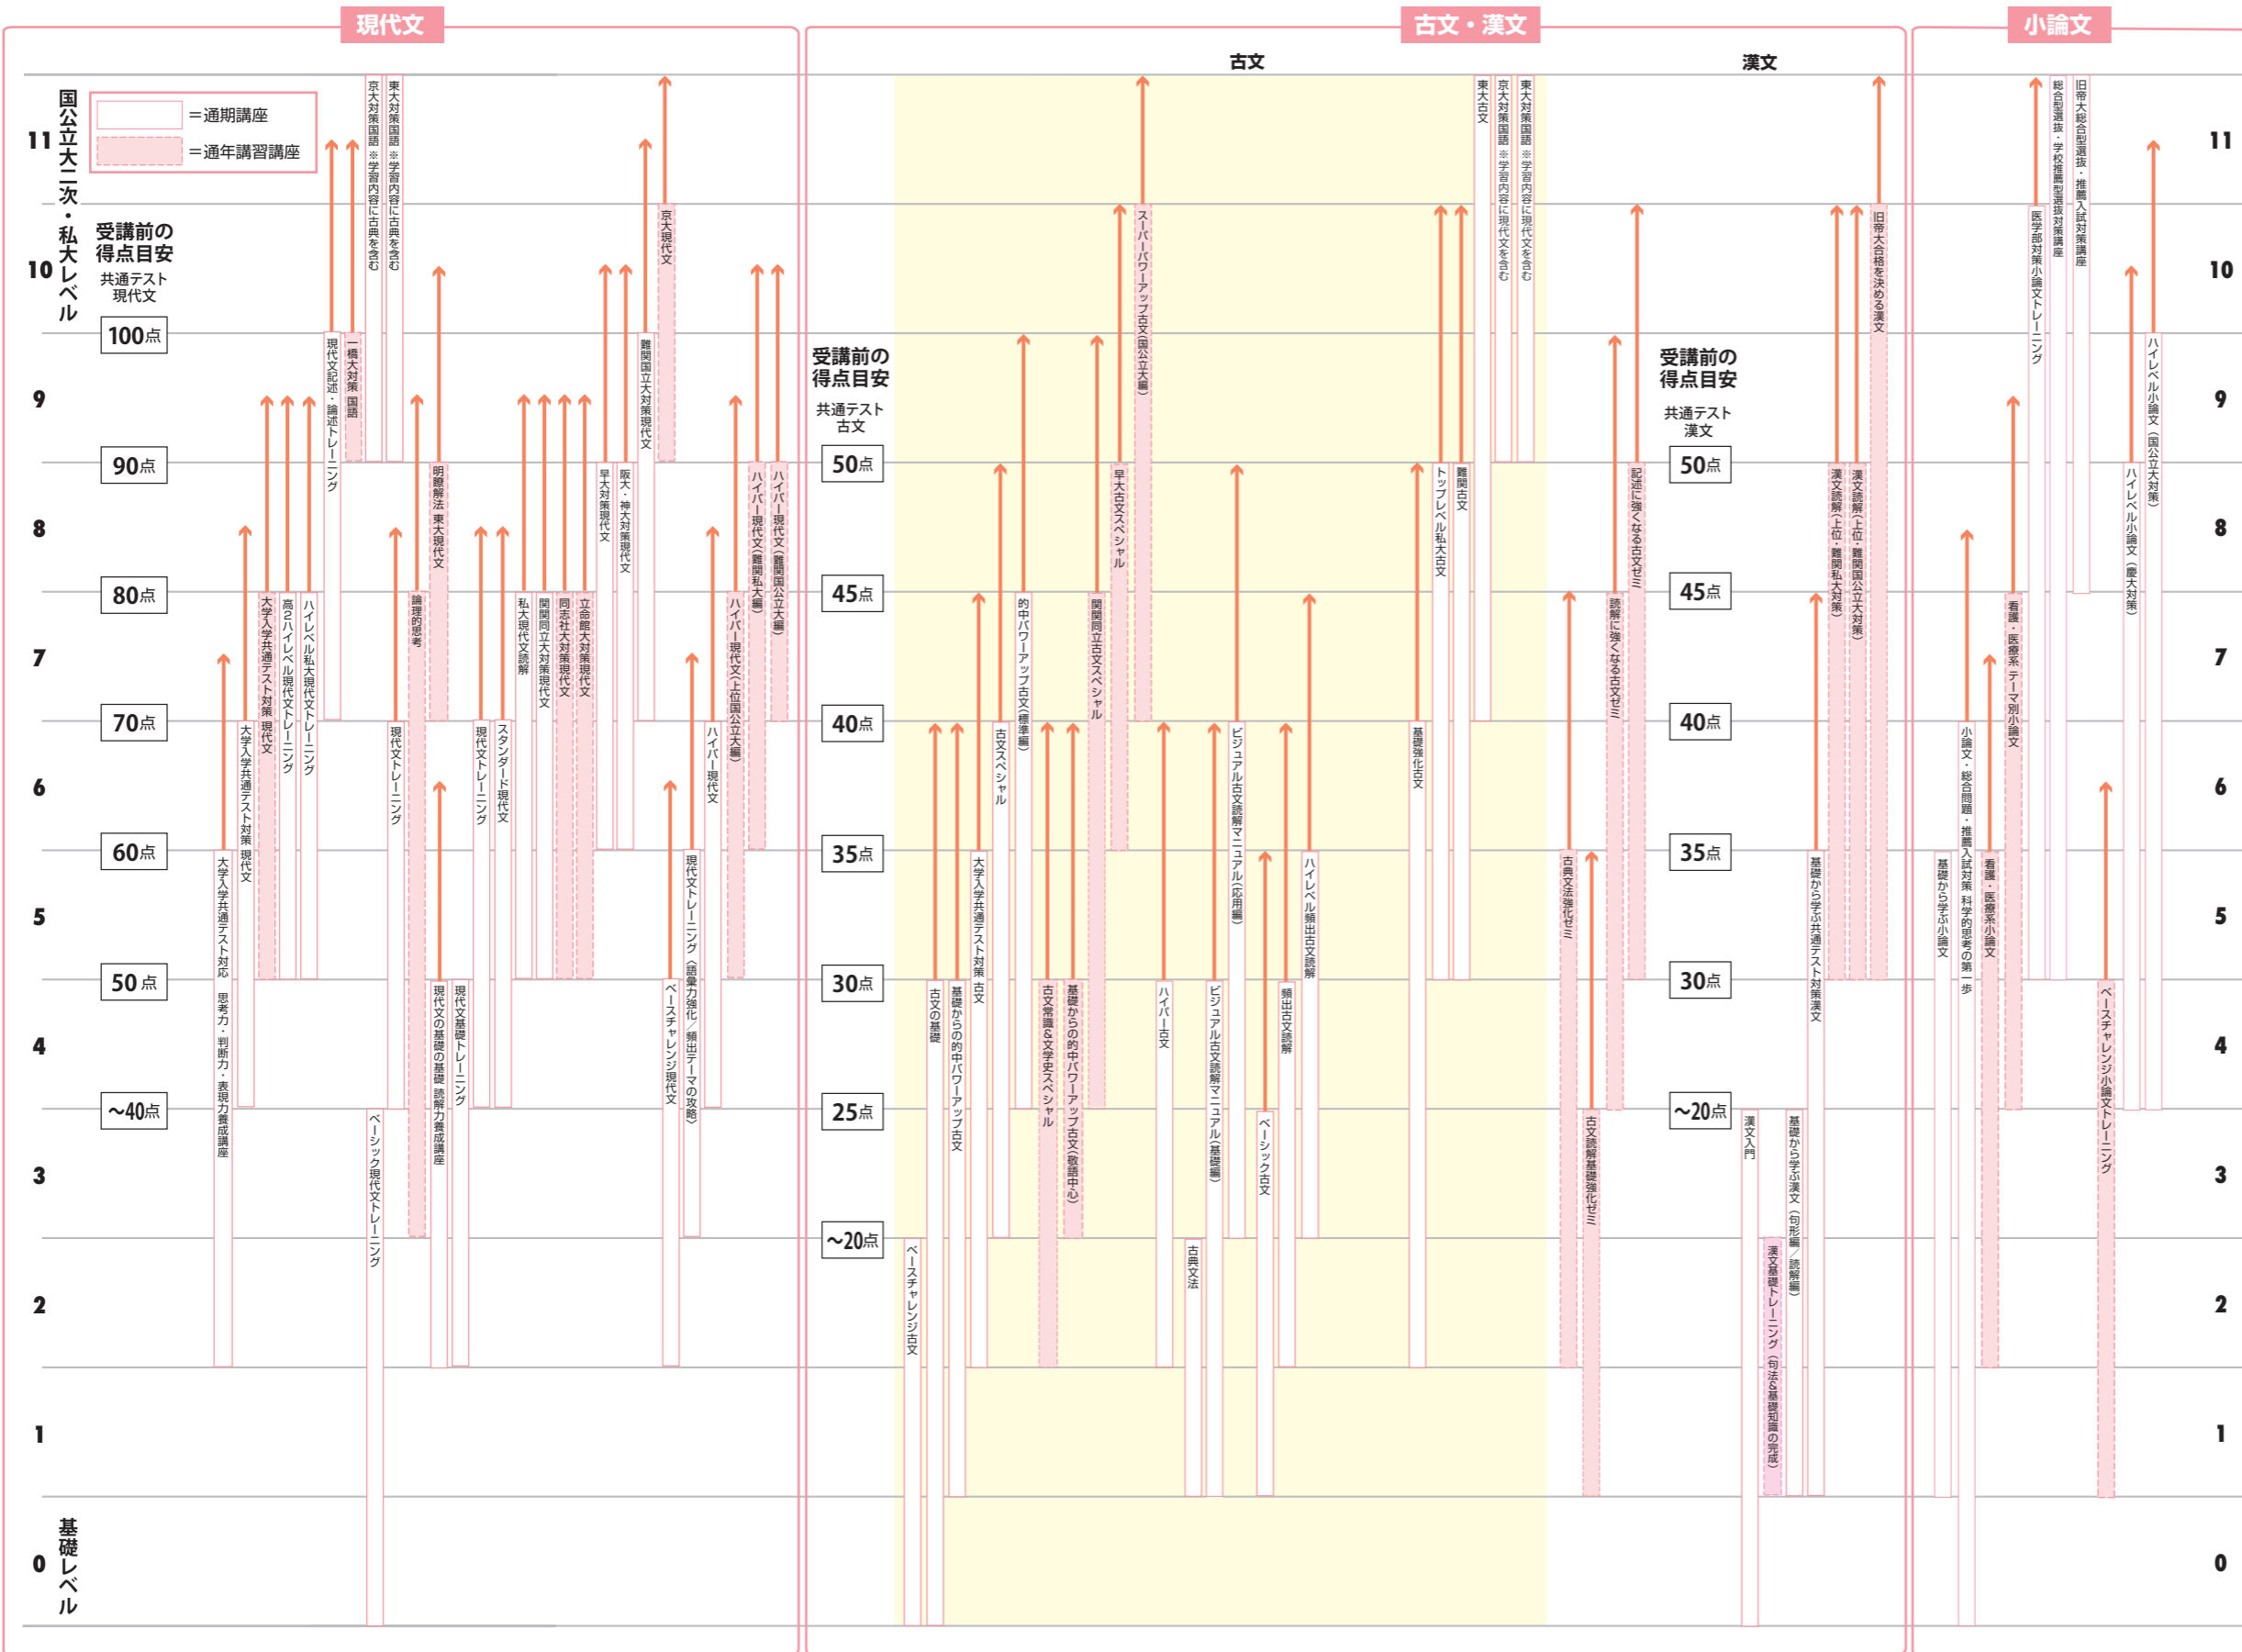 現代文
古文・漢文
小論文
古文
漢文
国公立大二次・私大レベル
基礎レベル
=通期講座
=通年講習講座
11
10
9
8
7
6
5
4
3
2
1
0
受講前の
得点目安
共通テスト
現代文
100点
90点
80点
70点
60点
50点
〜40点
大学入学共通テスト対応 思考力・判断力・表現力養成講座
大学入学共通テスト対策 現代文
大学入学共通テスト対策 現代文
高2ハイレベル現代文トレーニング
ハイレベル私大現代文トレーニング
現代文記述・論述トレーニング
一橋大対策 国語
京大対策国語 ※学習内容に古典を含む
東大対策国語 ※学習内容に古典を含む
ベーシック現代文トレーニング
現代文トレーニング
論理的思考
明瞭解法 東大現代文
現代文の基礎の基礎 読解力養成講座
現代文基礎トレーニング
現代文トレーニング
スタンダード現代文
私大現代文読解
関関同立大対策現代文
同志社大対策現代文
立命館大対策現代文
早大対策現代文
阪大・神大対策現代文
難関国立大対策現代文
京大現代文
ベースチャレンジ現代文
現代文トレーニング〈語彙力強化/頻出テーマの攻略〉
ハイパー現代文
ハイパー現代文(上位国公立大編)
ハイパー現代文(難関私大編)
ハイパー現代文(難関国公立大編)
受講前の
得点目安
共通テスト
古文
50点
45点
40点
35点
30点
25点
〜20点
ベースチャレンジ古文
古文の基礎
基礎からの的中パワーアップ古文
大学入学共通テスト対策 古文
古文スペシャル
的中パワーアップ古文(標準編)
古文常識&文学史スペシャル
基礎からの的中パワーアップ古文(敬語中心)
関関同立古文スペシャル
早大古文スペシャル
スーパーパワーアップ古文(国公立大編)
ハイパー古文
古典文法
ビジュアル古文読解マニュアル(基礎編)
ビジュアル古文読解マニュアル(応用編)
ベーシック古文
頻出古文読解
ハイレベル頻出古文読解
基礎強化古文
トップレベル私大古文
難関古文
東大古文
京大対策国語 ※学習内容に現代文を含む
東大対策国語 ※学習内容に現代文を含む
古典文法強化ゼミ
古文読解基礎強化ゼミ
読解に強くなる古文ゼミ
記述に強くなる古文ゼミ
受講前の
得点目安
共通テスト
漢文
50点
45点
40点
35点
30点
〜20点
漢文入門
漢文基礎トレーニング(句法&基礎知識の完成)
基礎から学ぶ漢文(句形編/読解編)
基礎から学ぶ共通テスト対策漢文
漢文読解(上位・難関私大対策)
漢文読解(上位・難関国公立大対策)
旧帝大合格を決める漢文
基礎から学ぶ小論文
小論文・総合問題・推薦入試対策 科学的思考の第一歩
看護・医療系小論文
看護・医療系 テーマ別小論文
医学部対策小論文トレーニング
総合型選抜・学校推薦型選抜対策講座
旧帝大総合型選抜・推薦入試対策講座
ベースチャレンジ小論文トレーニング
ハイレベル小論文(慶大対策)
ハイレベル小論文(国公立大対策)
11
10
9
8
7
6
5
4
3
2
1
0